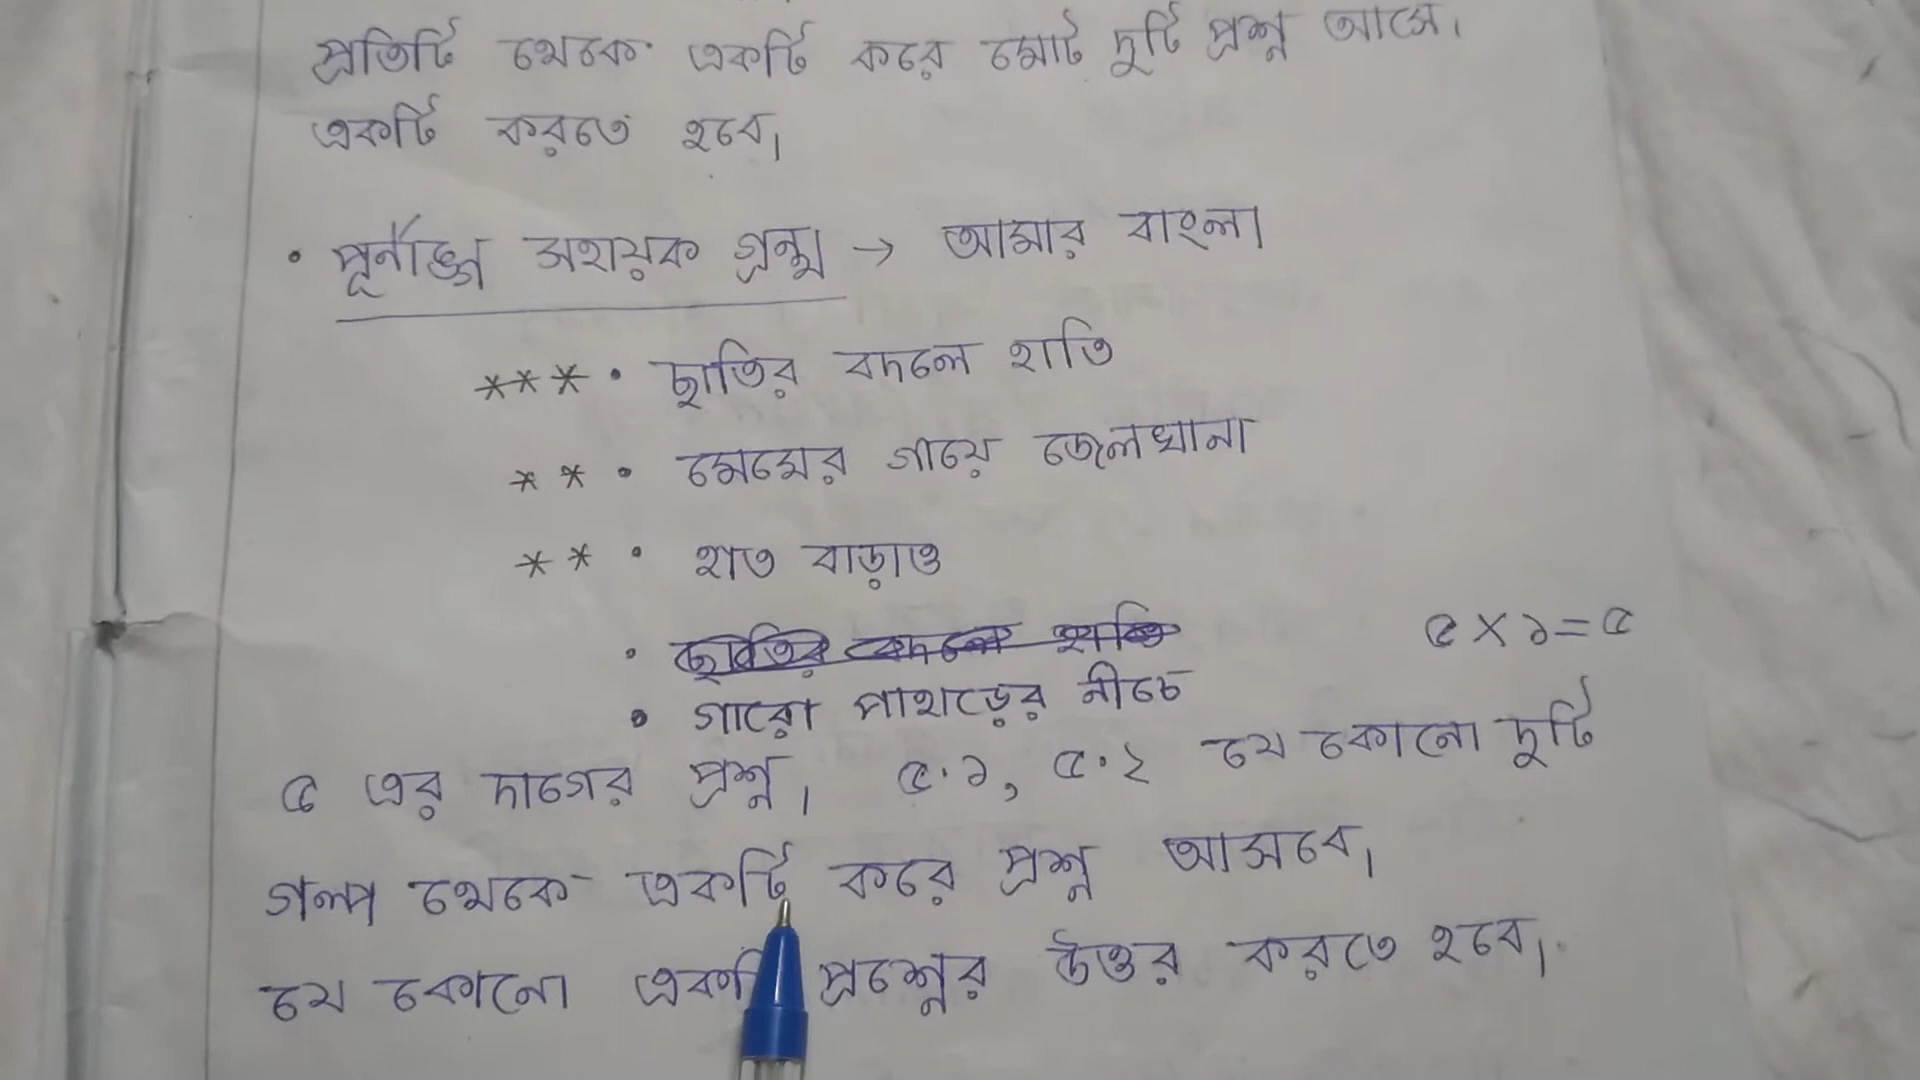 প্রতিটি থেকে একটি করে মোট দুটি প্রশ্ন আসে।
একটি করতে হবে।
• পূর্ণাঙ্গ সহায়ক গ্রন্থ → আমার বাংলা
*** • ছাতির বদলে হাতি
** • মেঘের গায়ে জেলখানা
** • হাত বাড়াও
• ছাতির বদলে হাতি
৫ X ১ = ৫
• গারো পাহাড়ের নীচে
৫ এর দাগের প্রশ্ন। ৫.১, ৫.২ যে কোনো দুটি
গল্প থেকে একটি করে প্রশ্ন আসবে।
যে কোনো প্রশ্নের উত্তর করতে হবে।